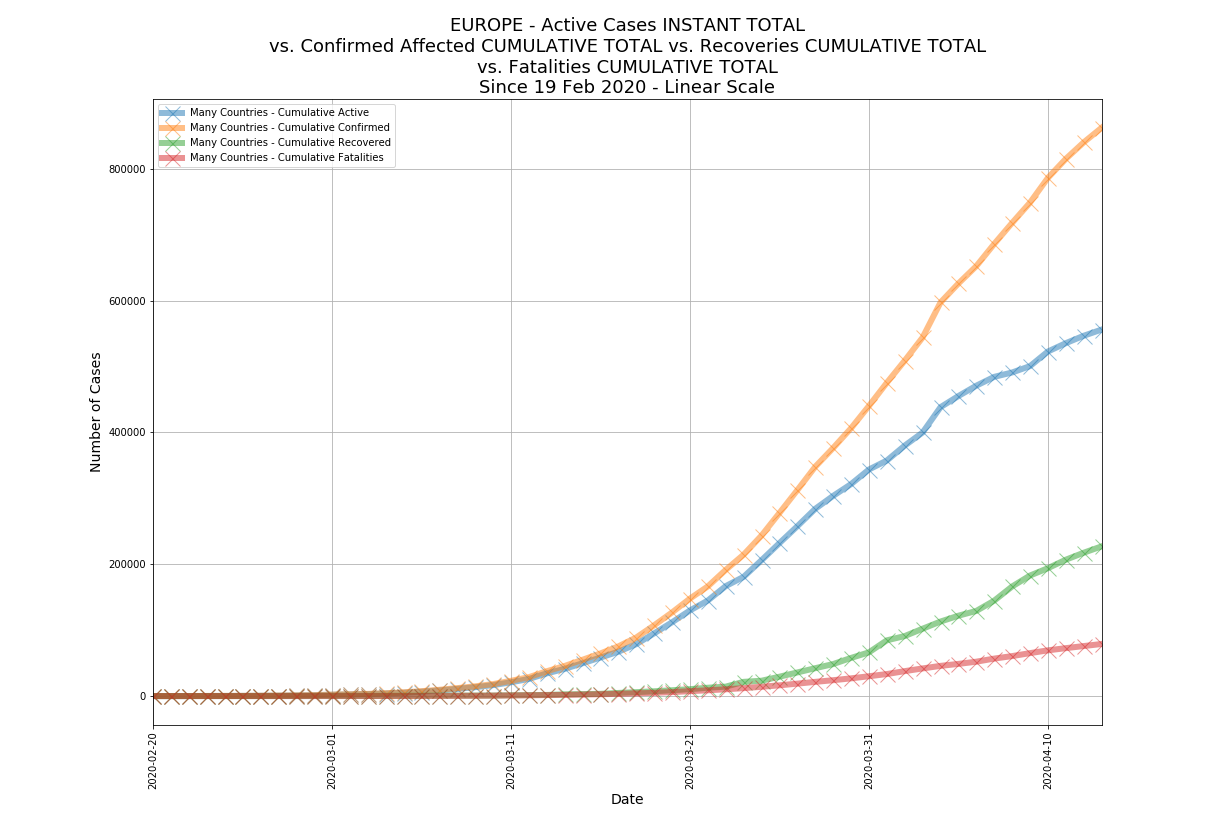 EUROPE - Active Cases INSTANT TOTAL
vs. Confirmed Affected CUMULATIVE TOTAL vs. Recoveries CUMULATIVE TOTAL
vs. Fatalities CUMULATIVE TOTAL
Since 19 Feb 2020 - Linear Scale
Many Countries - Cumulative Active
Many Countries - Cumulative Confirmed
Many Countries - Cumulative Recovered
Many Countries - Cumulative Fatalities
Number of Cases
800000
600000
400000
200000
0
2020-02-20
2020-03-01
2020-03-11
2020-03-21
2020-03-31
2020-04-10
Date